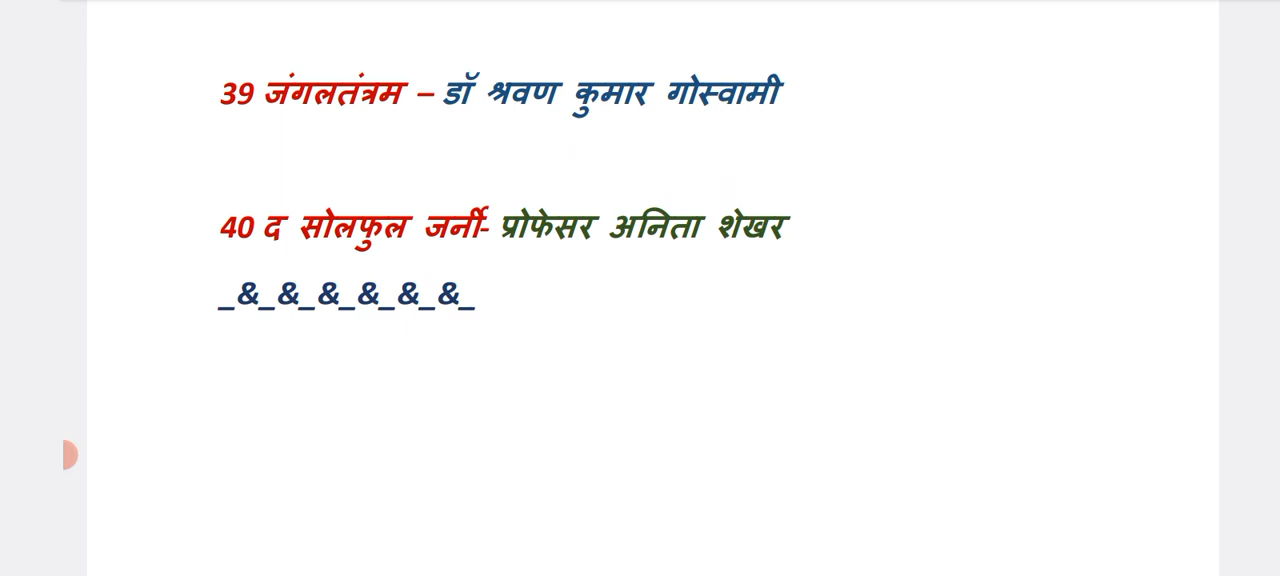 39 जंगलतंत्रम – डॉ श्रवण कुमार गोस्वामी
40 द सोलफुल जर्नी- प्रोफेसर अनिता शेखर
_&_&_&_&_&_&_